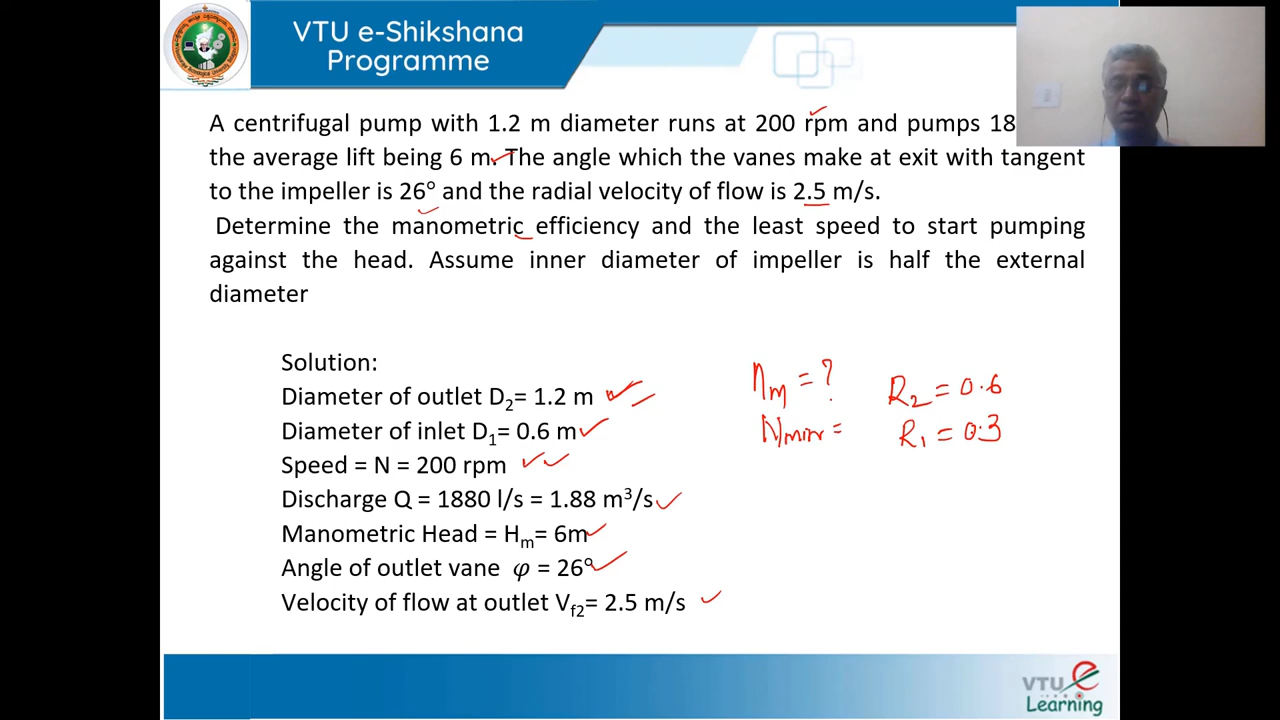 VTU e-Shikshana
Programme
A centrifugal pump with 1.2 m diameter runs at 200 rpm and pumps 18
the average lift being 6 m. The angle which the vanes make at exit with tangent
to the impeller is 26° and the radial velocity of flow is 2.5 m/s.
Determine the manometric efficiency and the least speed to start pumping
against the head. Assume inner diameter of impeller is half the external
diameter
Solution:
Diameter of outlet D₂= 1.2 m
Diameter of inlet D₁= 0.6 m
Speed = N = 200 rpm
Discharge Q = 1880 l/s = 1.88 m³/s
Manometric Head = Hₘ= 6m
Angle of outlet vane φ = 26°
Velocity of flow at outlet V_f2= 2.5 m/s
ηₘ = ?
R₂ = 0.6
Nmin =
R₁ = 0.3
VTU e
Learning